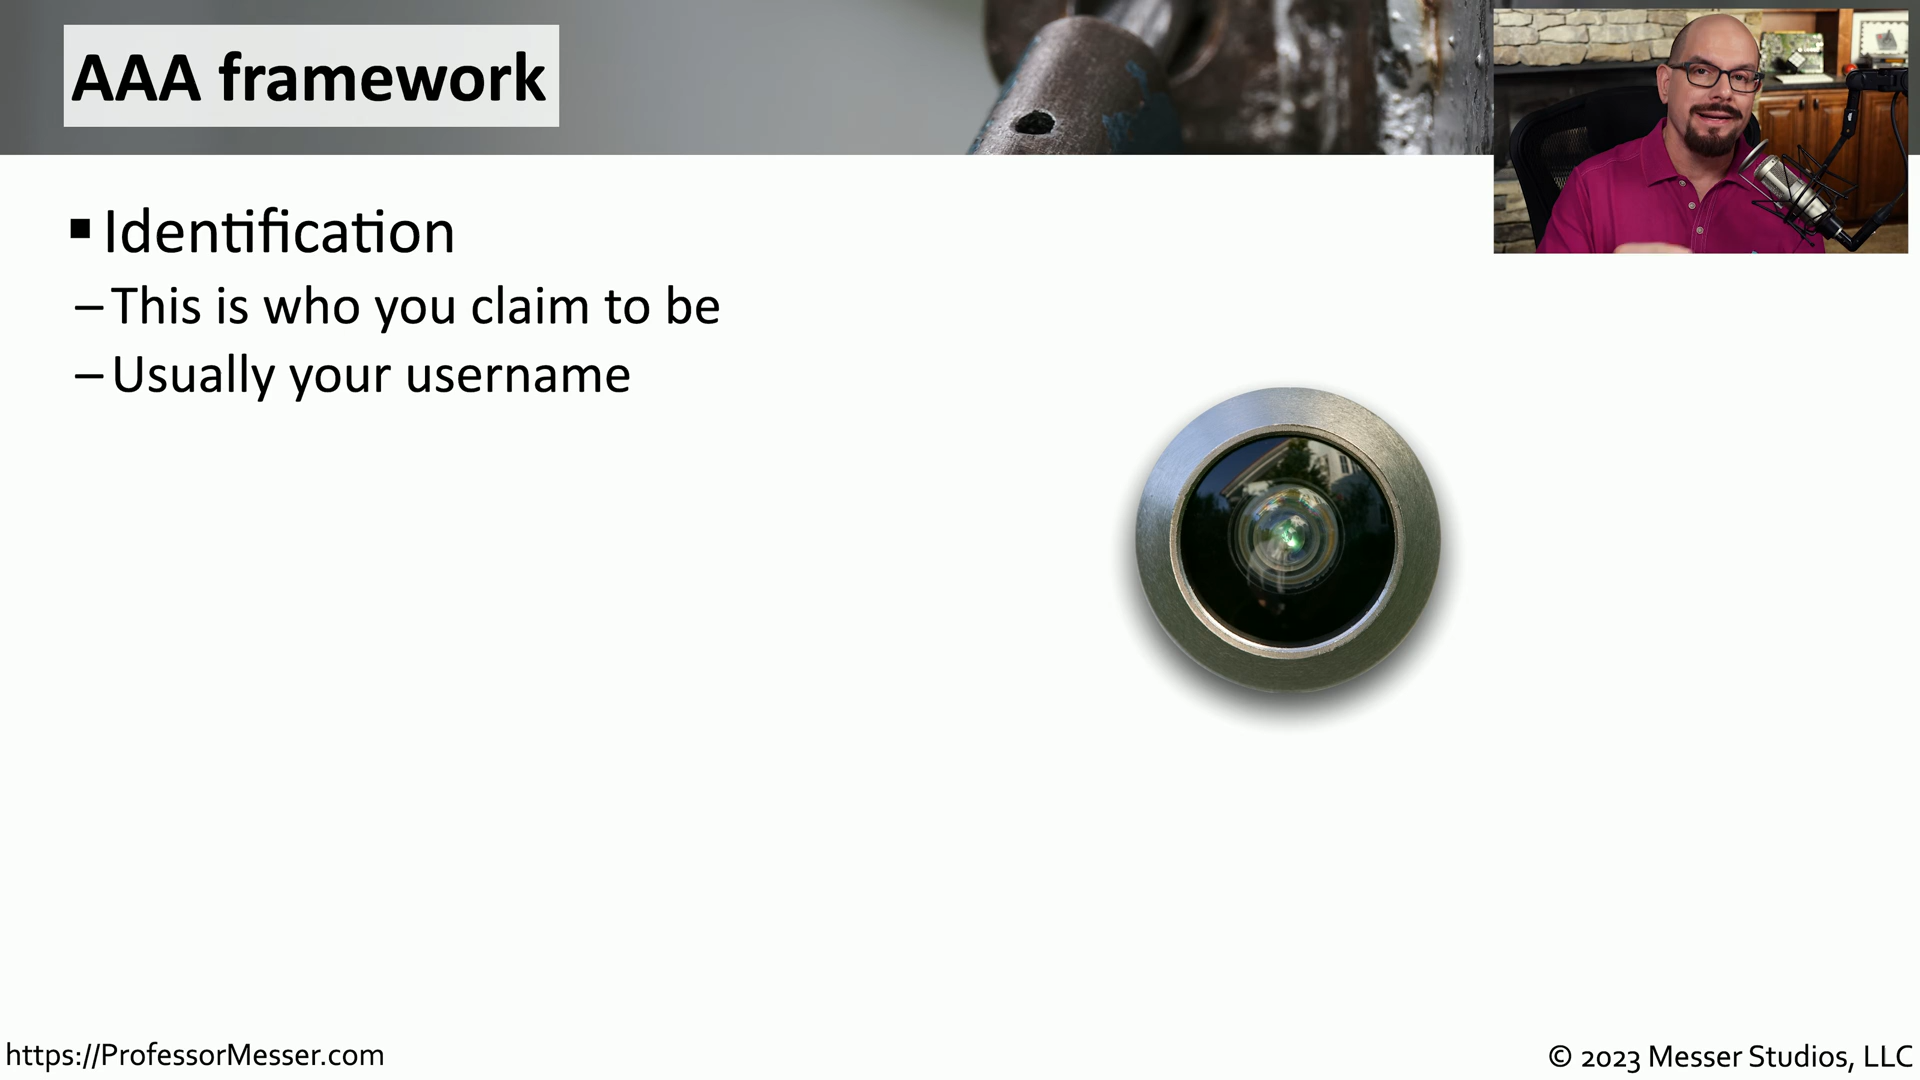 AAA framework
▪ Identification
– This is who you claim to be
– Usually your username
https://ProfessorMesser.com
© 2023 Messer Studios, LLC